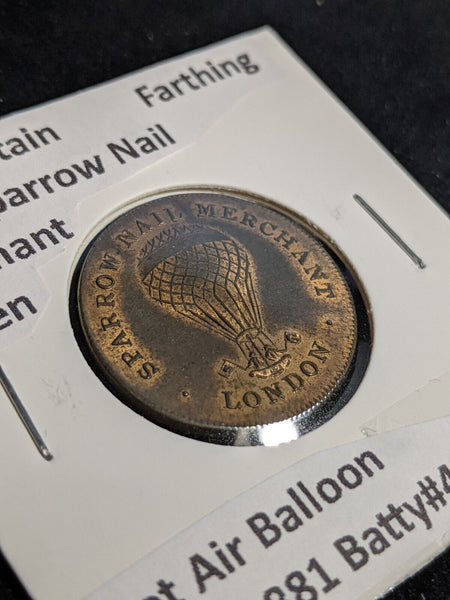 Farthing
tain
parrow Nail
hant
en
SPARROW · NAIL MERCHANT
· LONDON ·
t Air Balloon
881 Batty#4